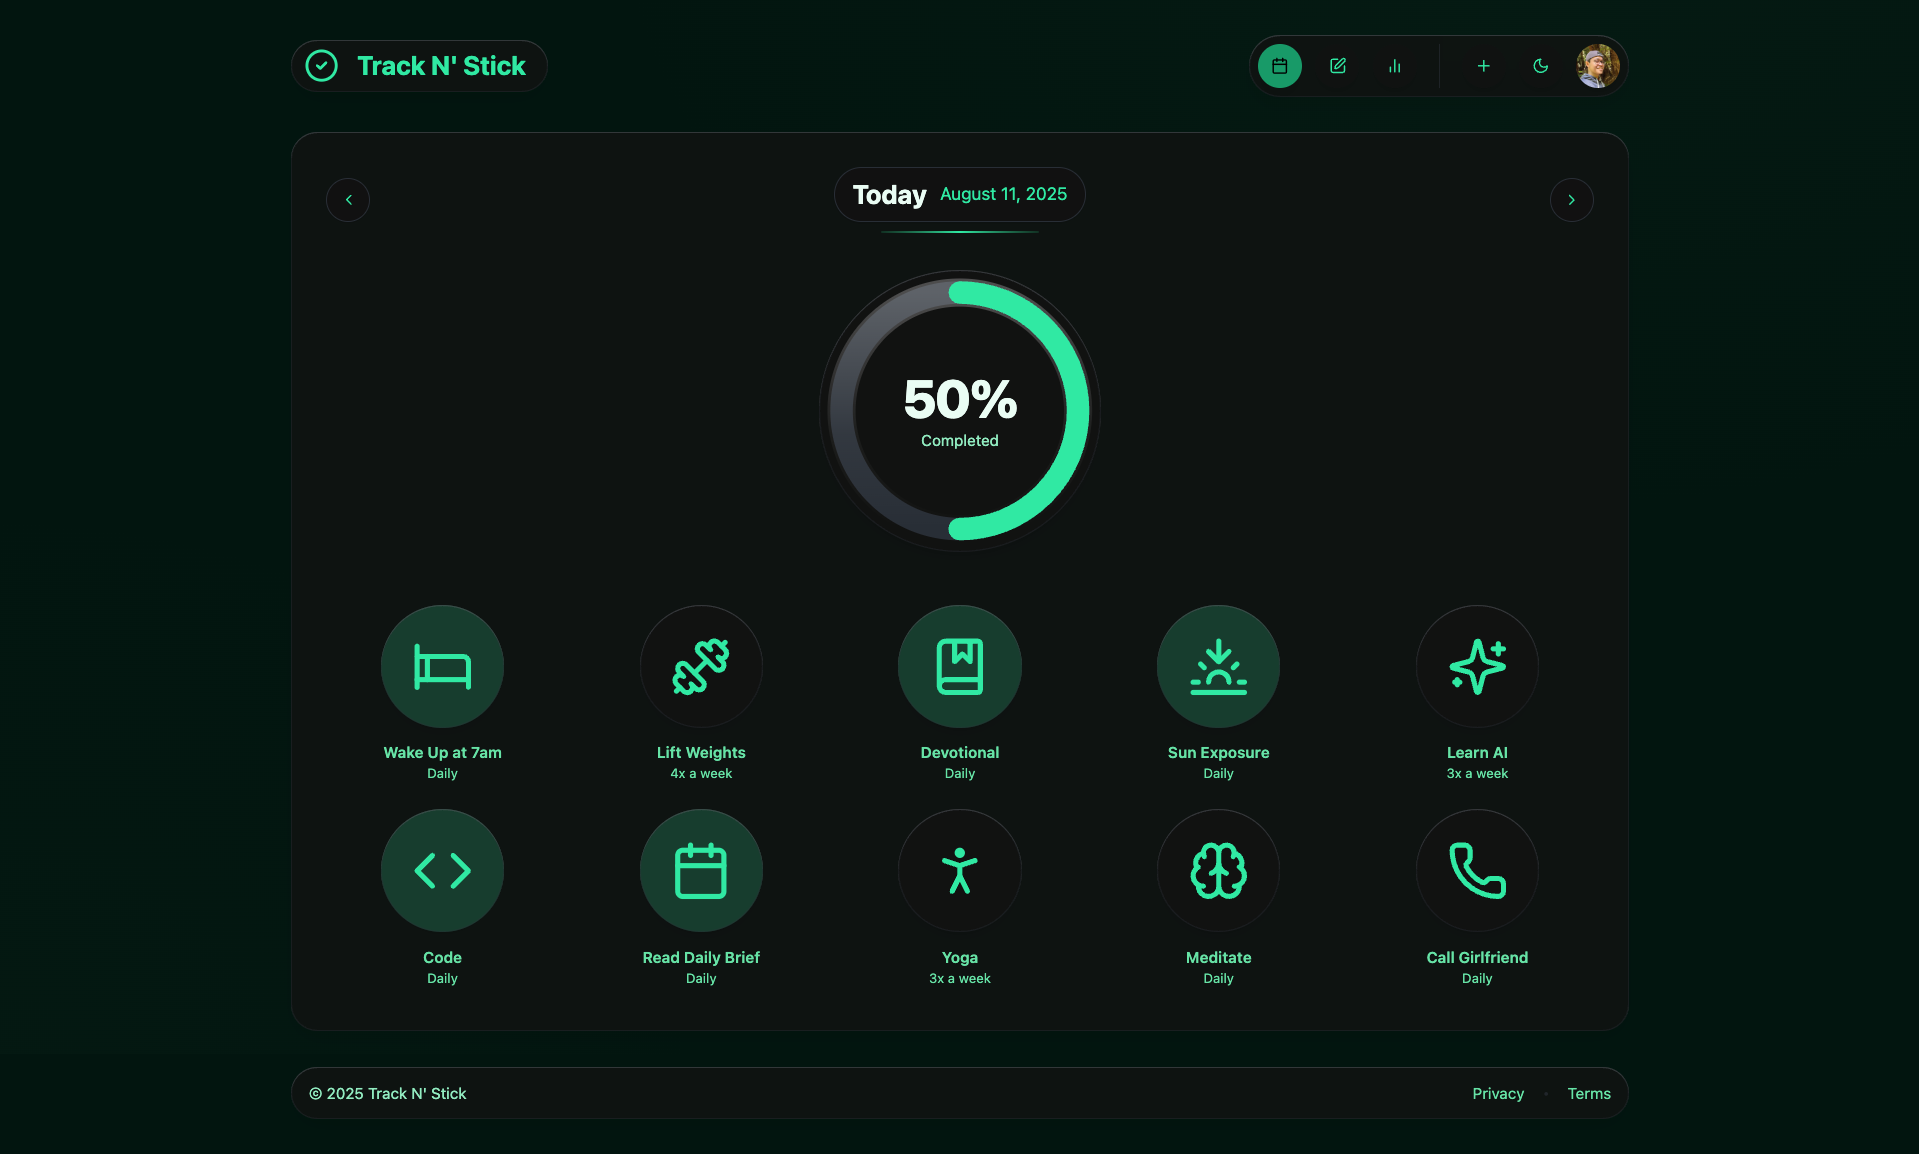 Track N' Stick
Today August 11, 2025
50%
Completed
Wake Up at 7am
Daily
Lift Weights
4x a week
Devotional
Daily
Sun Exposure
Daily
Learn AI
3x a week
Code
Daily
Read Daily Brief
Daily
Yoga
3x a week
Meditate
Daily
Call Girlfriend
Daily
© 2025 Track N' Stick
Privacy · Terms